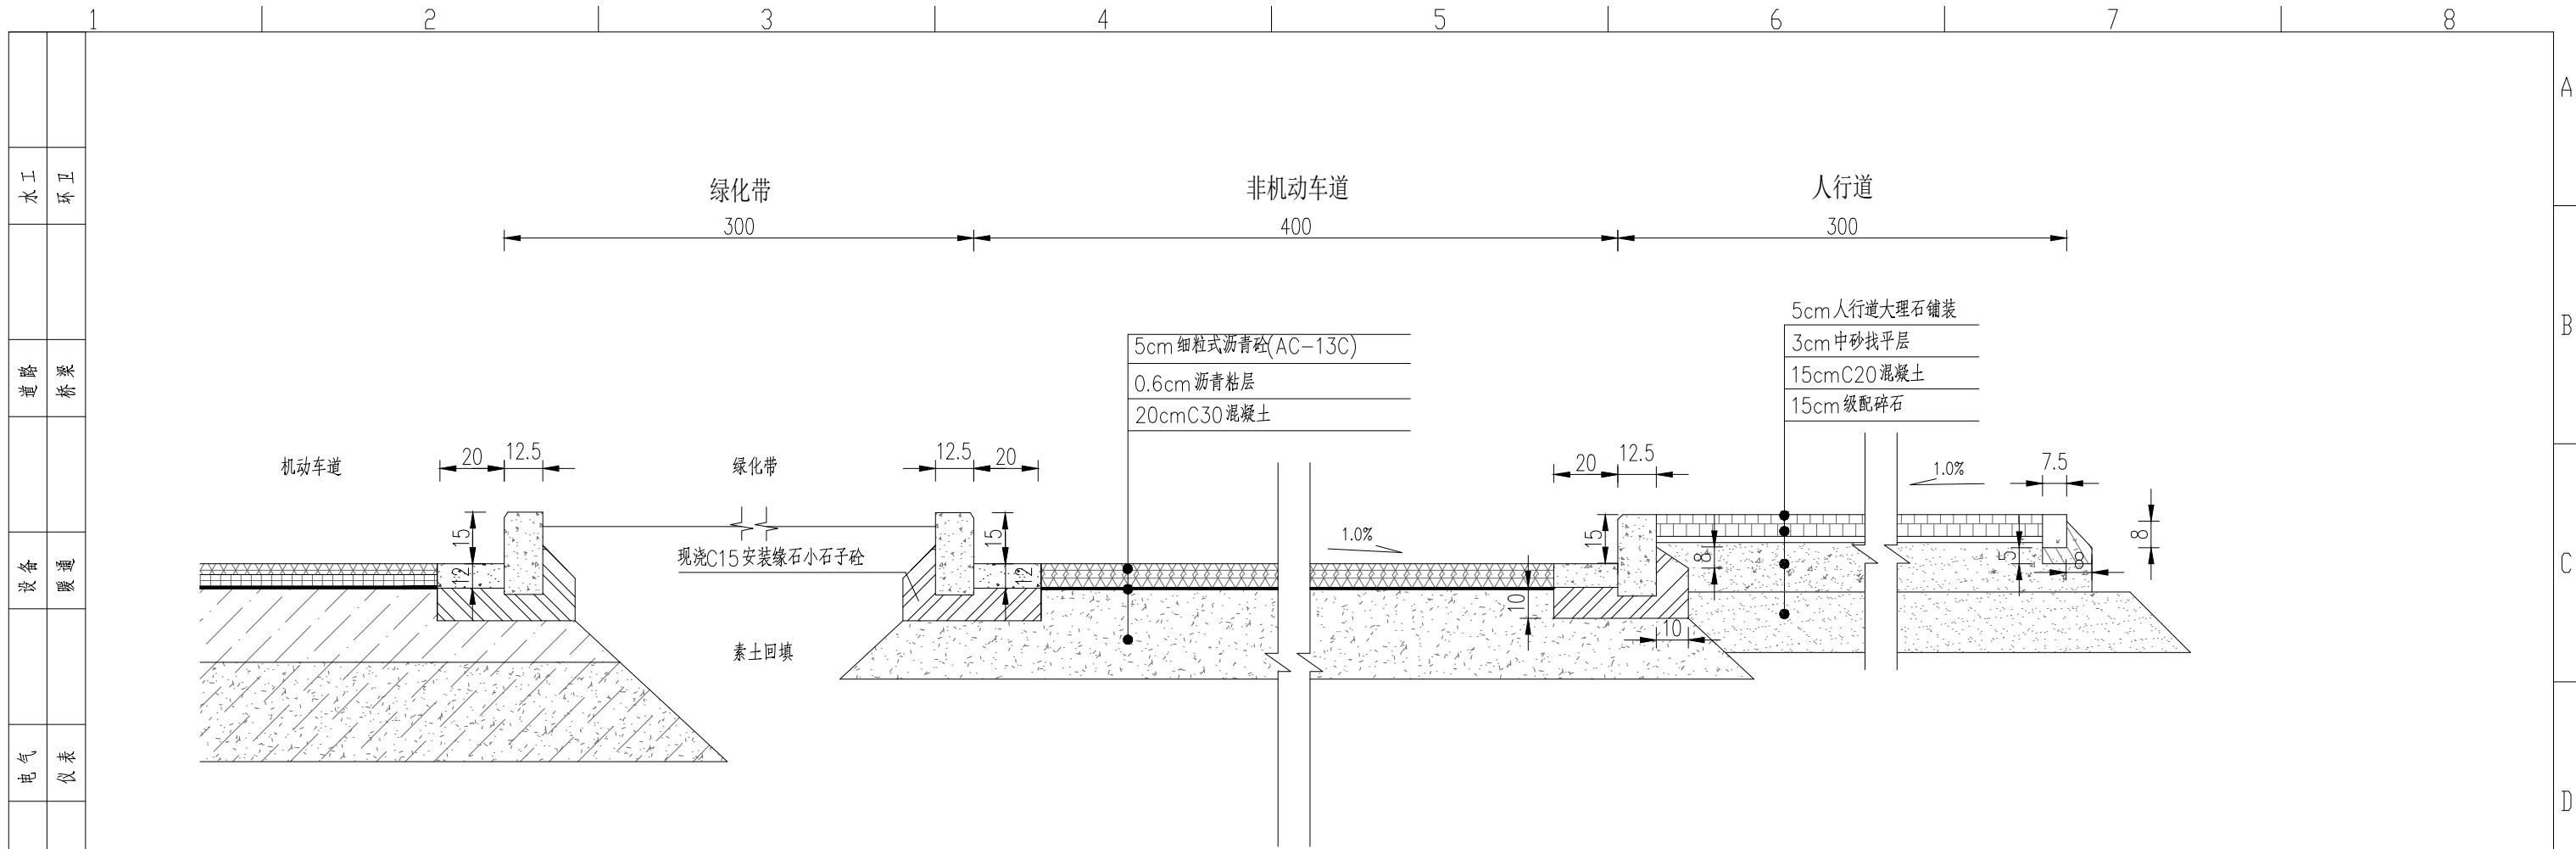 1 2 3 4 5 6 7 8
A
B
C
D
水工
环卫
道路
桥梁
设备
暖通
电气
仪表
绿化带
非机动车道
人行道
300
400
300
5cm细粒式沥青砼(AC-13C)
0.6cm沥青粘层
20cmC30混凝土
5cm人行道大理石铺装
3cm中砂找平层
15cmC20混凝土
15cm级配碎石
机动车道
20
12.5
绿化带
12.5
20
20
12.5
1.0%
7.5
15
12
现浇C15安装缘石小石子砼
15
12
1.0%
15
8
5
8
8
10
10
素土回填